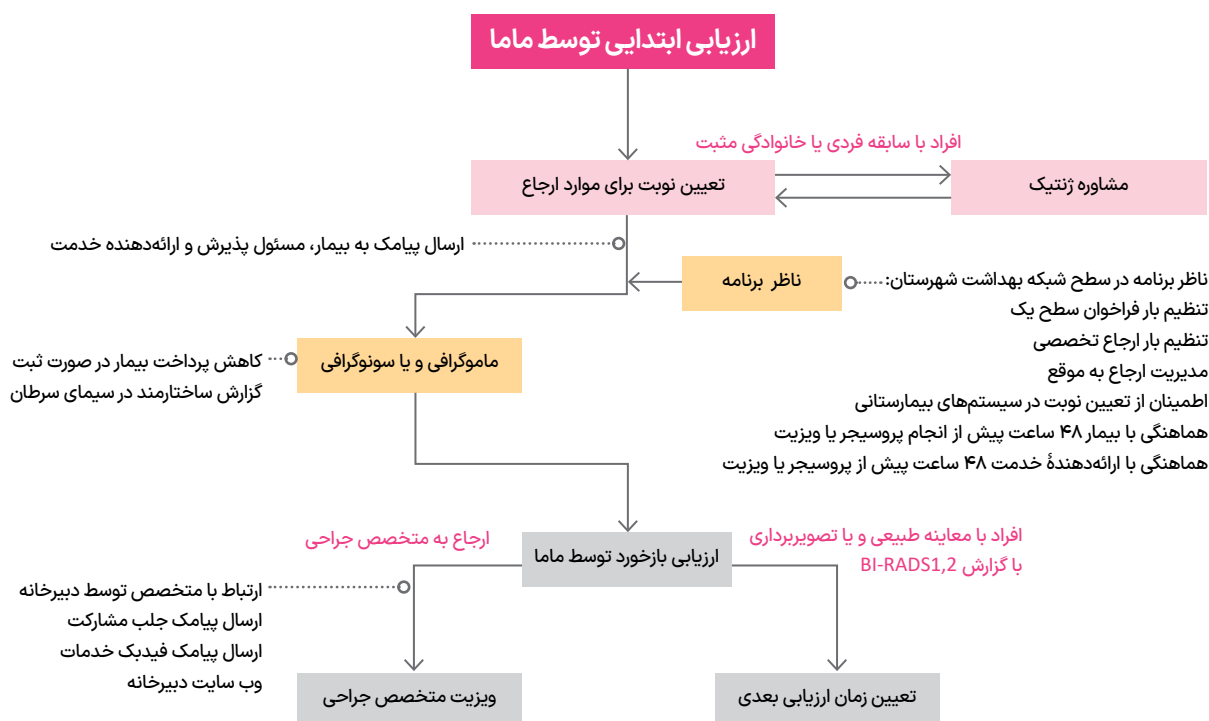 ارزیابی ابتدایی توسط ماما
افراد با سابقه فردی یا خانوادگی مثبت
مشاوره ژنتیک
تعیین نوبت برای موارد ارجاع
ارسال پیامک به بیمار، مسئول پذیرش و ارائه‌دهنده خدمت
ناظر برنامه
ناظر برنامه در سطح شبکه بهداشت شهرستان:
تنظیم بار فراخوان سطح یک
تنظیم بار ارجاع تخصصی
مدیریت ارجاع به موقع
اطمینان از تعیین نوبت در سیستم‌های بیمارستانی
هماهنگی با بیمار ۴۸ ساعت پیش از انجام پروسیجر یا ویزیت
هماهنگی با ارائه‌دهندهٔ خدمت ۴۸ ساعت پیش از پروسیجر یا ویزیت
ماموگرافی و یا سونوگرافی
کاهش پرداخت بیمار در صورت ثبت
گزارش ساختارمند در سیمای سرطان
افراد با معاینه طبیعی و یا تصویربرداری
با گزارش BI-RADS1,2
ارزیابی بازخورد توسط ماما
ارجاع به متخصص جراحی
ارتباط با متخصص توسط دبیرخانه
ارسال پیامک جلب مشارکت
ارسال پیامک فیدبک خدمات
وب سایت دبیرخانه
تعیین زمان ارزیابی بعدی
ویزیت متخصص جراحی